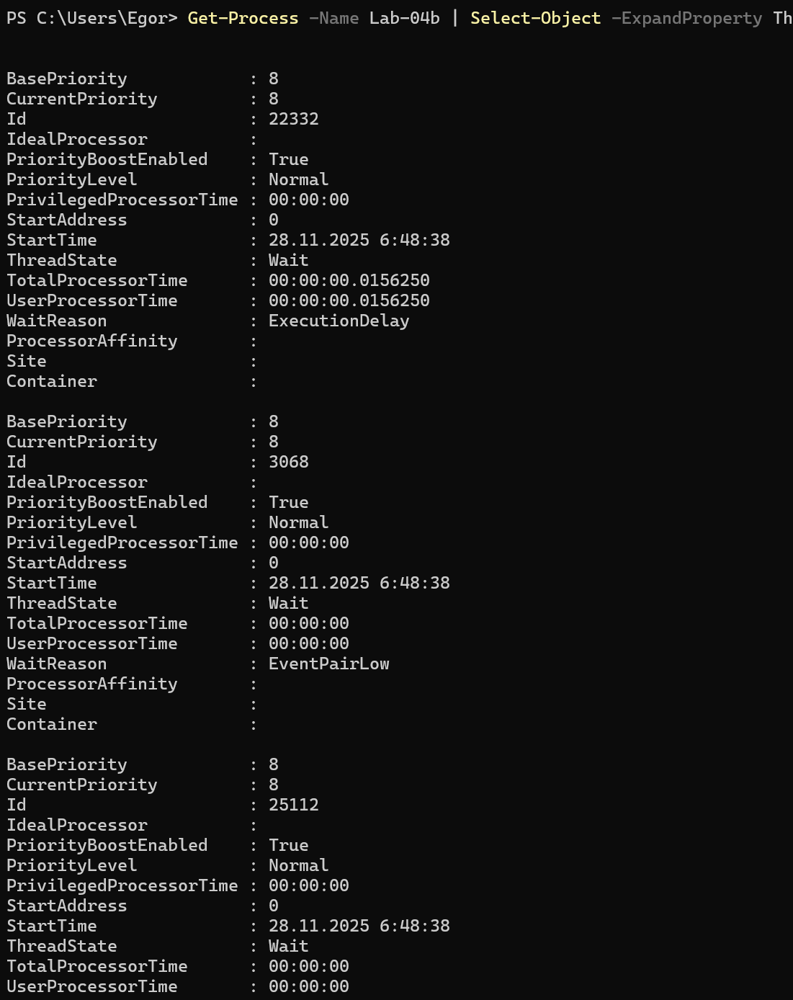 PS C:\Users\Egor> Get-Process -Name Lab-04b | Select-Object -ExpandProperty Th
BasePriority : 8
CurrentPriority : 8
Id : 22332
IdealProcessor :
PriorityBoostEnabled : True
PriorityLevel : Normal
PrivilegedProcessorTime : 00:00:00
StartAddress : 0
StartTime : 28.11.2025 6:48:38
ThreadState : Wait
TotalProcessorTime : 00:00:00.0156250
UserProcessorTime : 00:00:00.0156250
WaitReason : ExecutionDelay
ProcessorAffinity :
Site :
Container :
BasePriority : 8
CurrentPriority : 8
Id : 3068
IdealProcessor :
PriorityBoostEnabled : True
PriorityLevel : Normal
PrivilegedProcessorTime : 00:00:00
StartAddress : 0
StartTime : 28.11.2025 6:48:38
ThreadState : Wait
TotalProcessorTime : 00:00:00
UserProcessorTime : 00:00:00
WaitReason : EventPairLow
ProcessorAffinity :
Site :
Container :
BasePriority : 8
CurrentPriority : 8
Id : 25112
IdealProcessor :
PriorityBoostEnabled : True
PriorityLevel : Normal
PrivilegedProcessorTime : 00:00:00
StartAddress : 0
StartTime : 28.11.2025 6:48:38
ThreadState : Wait
TotalProcessorTime : 00:00:00
UserProcessorTime : 00:00:00